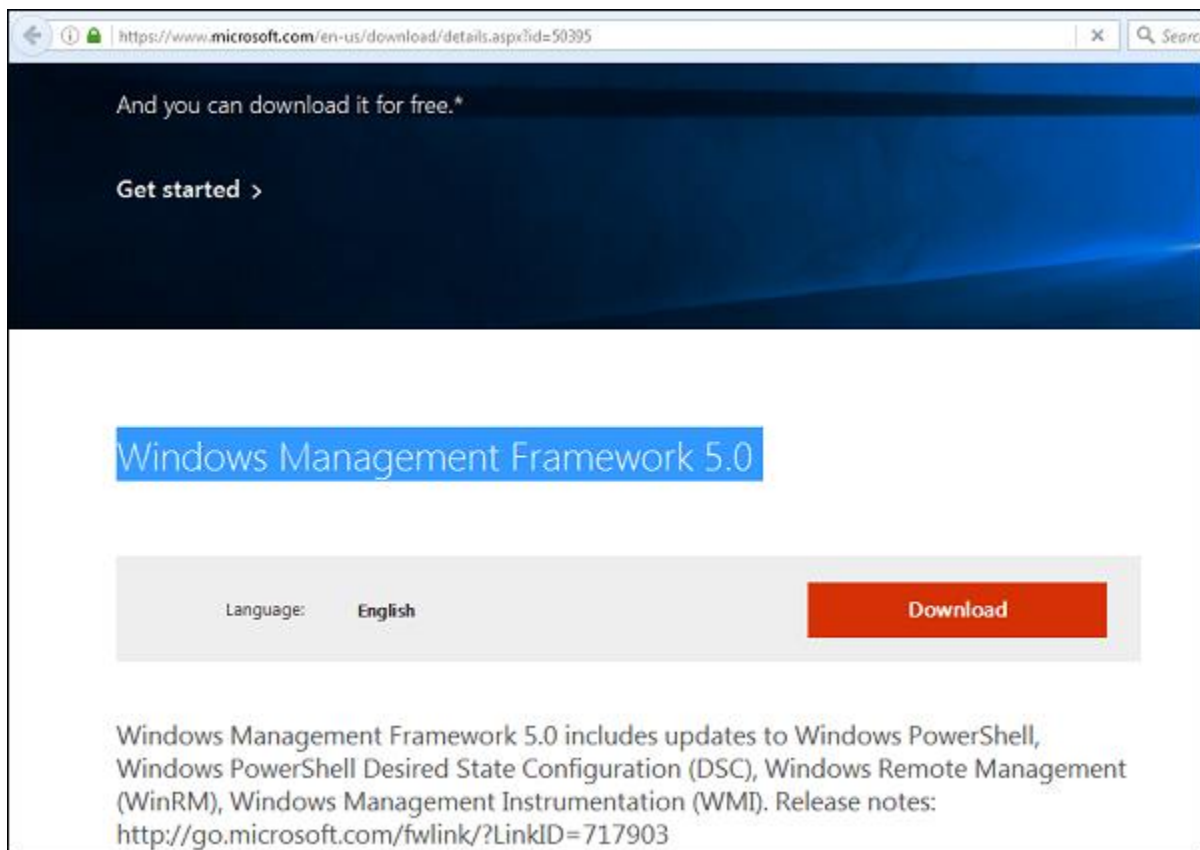 https://www.microsoft.com/en-us/download/details.aspx?id=50395
Searc
And you can download it for free.*
Get started >
Windows Management Framework 5.0
Language: English Download
Windows Management Framework 5.0 includes updates to Windows PowerShell,
Windows PowerShell Desired State Configuration (DSC), Windows Remote Management
(WinRM), Windows Management Instrumentation (WMI). Release notes:
http://go.microsoft.com/fwlink/?LinkID=717903